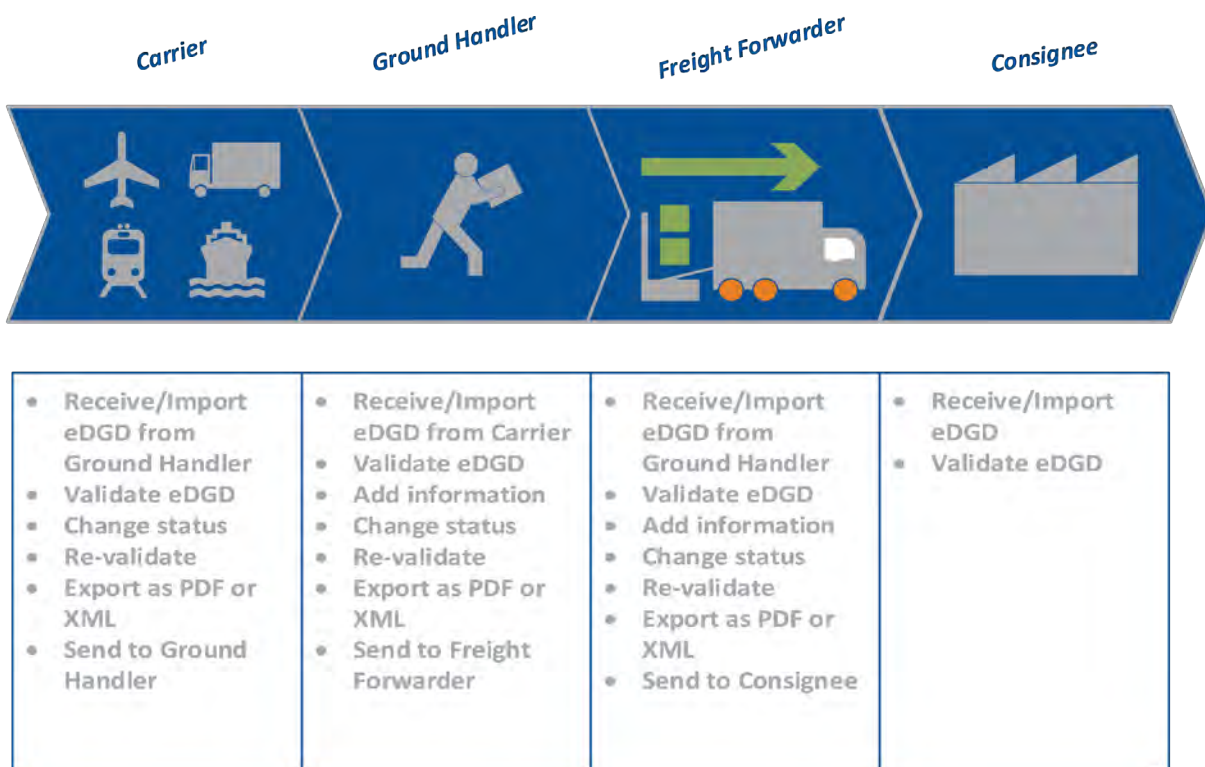 Carrier
Ground Handler
Freight Forwarder
Consignee
• Receive/Import
eDGD from
Ground Handler
• Validate eDGD
• Change status
• Re-validate
• Export as PDF or
XML
• Send to Ground
Handler
• Receive/Import
eDGD from Carrier
• Validate eDGD
• Add information
• Change status
• Re-validate
• Export as PDF or
XML
• Send to Freight
Forwarder
• Receive/Import
eDGD from
Ground Handler
• Validate eDGD
• Add information
• Change status
• Re-validate
• Export as PDF or
XML
• Send to Consignee
• Receive/Import
eDGD
• Validate eDGD